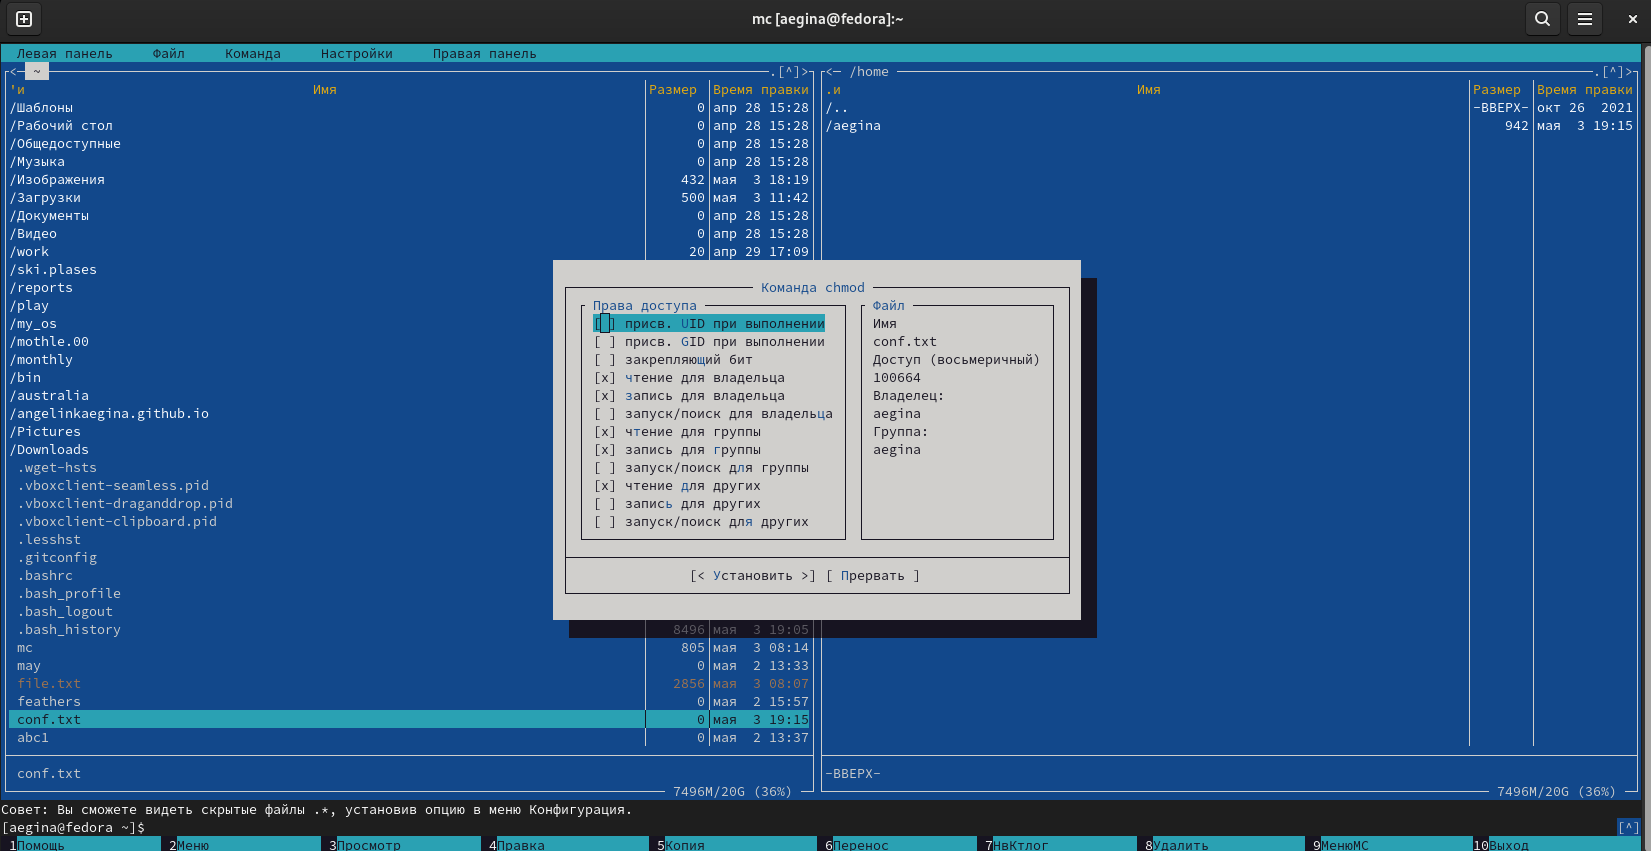 mc [aegina@fedora]:~
Левая панель Файл Команда Настройки Правая панель
<─ ~ .[^]> <─ /home .[^]>
'и Имя Размер Время правки .и Имя Размер Время правки
/Шаблоны 0 апр 28 15:28 /.. -ВВЕРХ- окт 26 2021
/Рабочий стол 0 апр 28 15:28 /aegina 942 мая 3 19:15
/Общедоступные 0 апр 28 15:28
/Музыка 0 апр 28 15:28
/Изображения 432 мая 3 18:19
/Загрузки 500 мая 3 11:42
/Документы 0 апр 28 15:28
/Видео 0 апр 28 15:28
/work 20 апр 29 17:09
/ski.plases
/reports
/play
/my_os
/mothle.00
/monthly
/bin
/australia
/angelinkaegina.github.io
/Pictures
/Downloads
.wget-hsts
.vboxclient-seamless.pid
.vboxclient-draganddrop.pid
.vboxclient-clipboard.pid
.lesshst
.gitconfig
.bashrc
.bash_profile
.bash_logout
.bash_history 8496 мая 3 19:05
mc 805 мая 3 08:14
may 0 мая 2 13:33
file.txt 2856 мая 3 08:07
feathers 0 мая 2 15:57
conf.txt 0 мая 3 19:15
abc1 0 мая 2 13:37
Команда chmod
Права доступа
[ ] присв. UID при выполнении
[ ] присв. GID при выполнении
[ ] закрепляющий бит
[x] чтение для владельца
[x] запись для владельца
[ ] запуск/поиск для владельца
[x] чтение для группы
[x] запись для группы
[ ] запуск/поиск для группы
[x] чтение для других
[ ] запись для других
[ ] запуск/поиск для других
Файл
Имя
conf.txt
Доступ (восьмеричный)
100664
Владелец:
aegina
Группа:
aegina
[< Установить >] [ Прервать ]
conf.txt -ВВЕРХ-
7496M/20G (36%) 7496M/20G (36%)
Совет: Вы сможете видеть скрытые файлы .*, установив опцию в меню Конфигурация.
[aegina@fedora ~]$ [^]
1Помощь 2Меню 3Просмотр 4Правка 5Копия 6Перенос 7НвКтлог 8Удалить 9МенюMC 10Выход